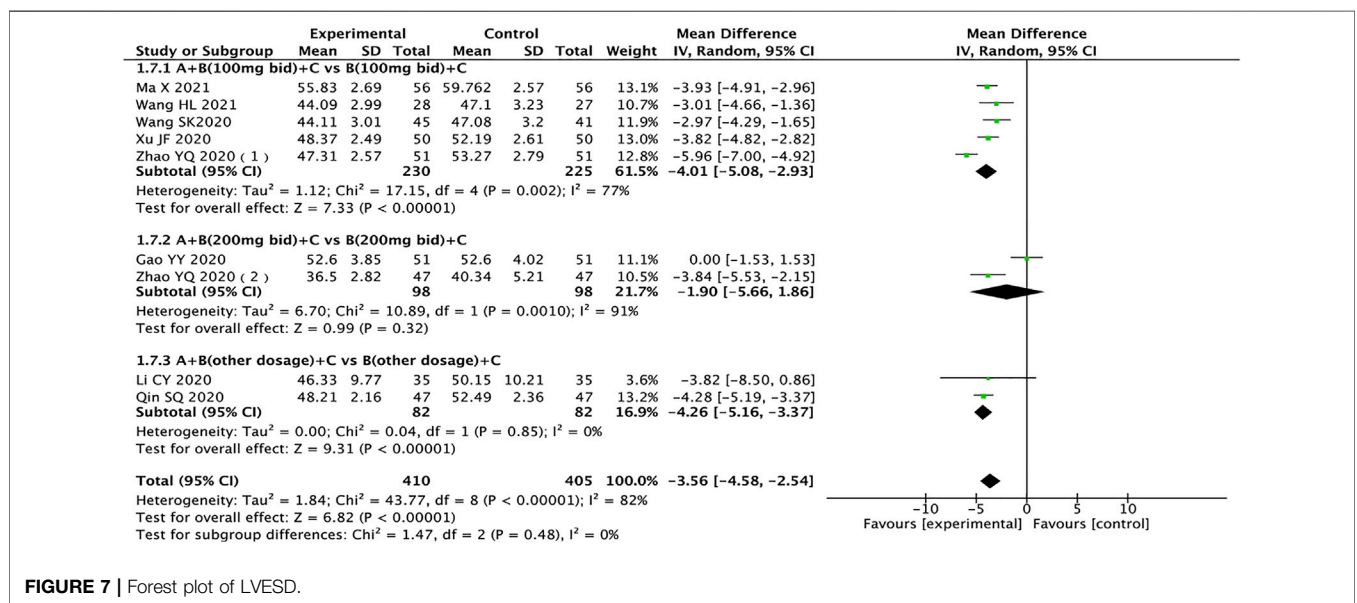 Experimental Control Mean Difference Mean Difference
Study or Subgroup Mean SD Total Mean SD Total Weight IV, Random, 95% CI IV, Random, 95% CI
1.7.1 A+B(100mg bid)+C vs B(100mg bid)+C
Ma X 2021 55.83 2.69 56 59.762 2.57 56 13.1% −3.93 [−4.91, −2.96]
Wang HL 2021 44.09 2.99 28 47.1 3.23 27 10.7% −3.01 [−4.66, −1.36]
Wang SK2020 44.11 3.01 45 47.08 3.2 41 11.9% −2.97 [−4.29, −1.65]
Xu JF 2020 48.37 2.49 50 52.19 2.61 50 13.0% −3.82 [−4.82, −2.82]
Zhao YQ 2020（1） 47.31 2.57 51 53.27 2.79 51 12.8% −5.96 [−7.00, −4.92]
Subtotal (95% CI) 230 225 61.5% −4.01 [−5.08, −2.93]
Heterogeneity: Tau² = 1.12; Chi² = 17.15, df = 4 (P = 0.002); I² = 77%
Test for overall effect: Z = 7.33 (P < 0.00001)
1.7.2 A+B(200mg bid)+C vs B(200mg bid)+C
Gao YY 2020 52.6 3.85 51 52.6 4.02 51 11.1% 0.00 [−1.53, 1.53]
Zhao YQ 2020（2） 36.5 2.82 47 40.34 5.21 47 10.5% −3.84 [−5.53, −2.15]
Subtotal (95% CI) 98 98 21.7% −1.90 [−5.66, 1.86]
Heterogeneity: Tau² = 6.70; Chi² = 10.89, df = 1 (P = 0.0010); I² = 91%
Test for overall effect: Z = 0.99 (P = 0.32)
1.7.3 A+B(other dosage)+C vs B(other dosage)+C
Li CY 2020 46.33 9.77 35 50.15 10.21 35 3.6% −3.82 [−8.50, 0.86]
Qin SQ 2020 48.21 2.16 47 52.49 2.36 47 13.2% −4.28 [−5.19, −3.37]
Subtotal (95% CI) 82 82 16.9% −4.26 [−5.16, −3.37]
Heterogeneity: Tau² = 0.00; Chi² = 0.04, df = 1 (P = 0.85); I² = 0%
Test for overall effect: Z = 9.31 (P < 0.00001)
Total (95% CI) 410 405 100.0% −3.56 [−4.58, −2.54]
Heterogeneity: Tau² = 1.84; Chi² = 43.77, df = 8 (P < 0.00001); I² = 82%
Test for overall effect: Z = 6.82 (P < 0.00001)
Test for subgroup differences: Chi² = 1.47, df = 2 (P = 0.48), I² = 0%
−10 −5 0 5 10
Favours [experimental] Favours [control]
FIGURE 7 | Forest plot of LVESD.